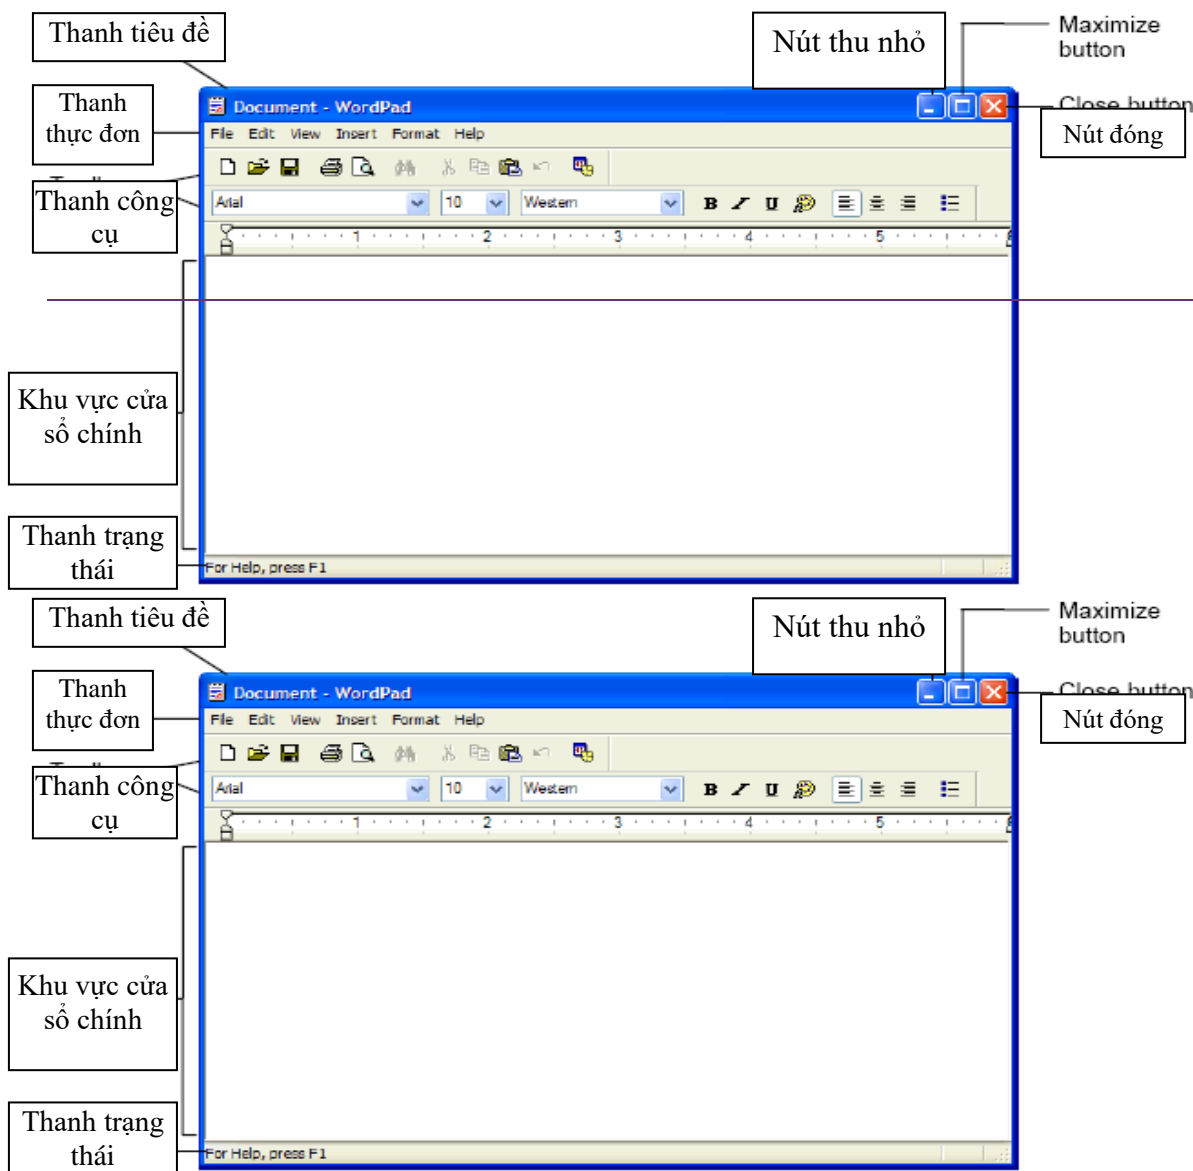 Thanh tiêu đề
Nút thu nhỏ
Maximize
button
Thanh
thực đơn
Document - WordPad
Close button
Nút đóng
File Edit View Insert Format Help
Thanh công
cụ
Arial 10 Western B I U
1 2 3 4 5
Khu vực cửa
sổ chính
Thanh trạng
thái
For Help, press F1
Thanh tiêu đề
Nút thu nhỏ
Maximize
button
Thanh
thực đơn
Document - WordPad
Close button
Nút đóng
File Edit View Insert Format Help
Thanh công
cụ
Arial 10 Western B I U
1 2 3 4 5
Khu vực cửa
sổ chính
Thanh trạng
thái
For Help, press F1